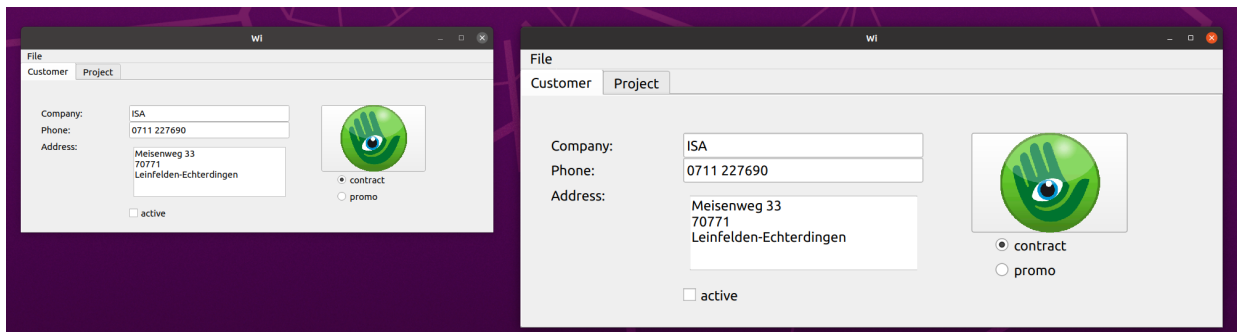 Wi
File
Customer Project
Company: ISA
Phone: 0711 227690
Address: Meisenweg 33
70771
Leinfelden-Echterdingen
contract
promo
active
Wi
File
Customer Project
Company: ISA
Phone: 0711 227690
Address: Meisenweg 33
70771
Leinfelden-Echterdingen
contract
promo
active